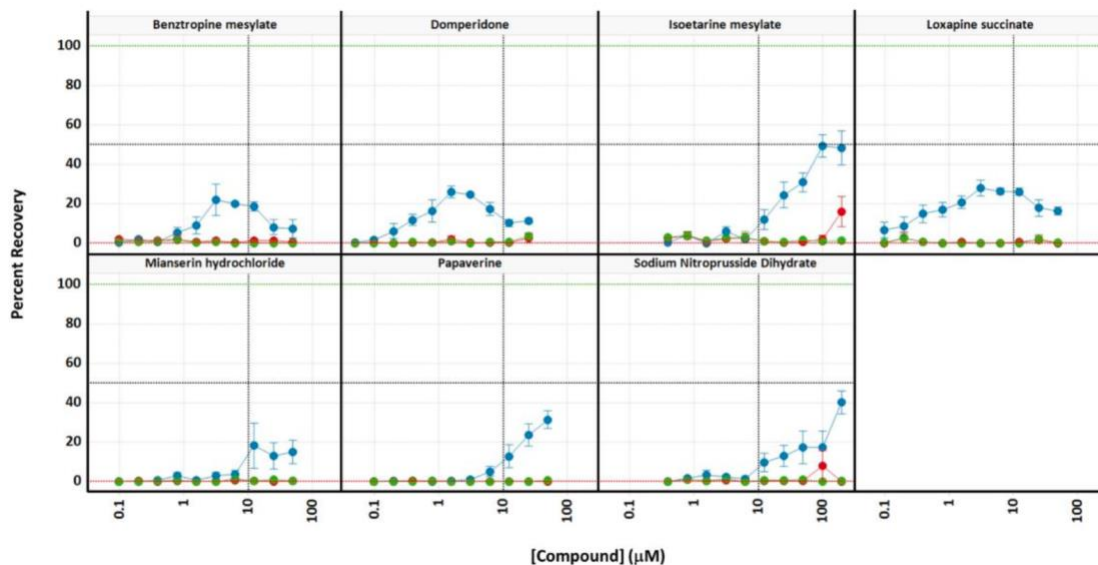 Benztropine mesylate Domperidone Isoetarine mesylate Loxapine succinate
100
80
60
40
20
0
Mianserin hydrochloride Papaverine Sodium Nitroprusside Dihydrate
100
80
60
40
20
0
Percent Recovery
0.1 1 10 100 0.1 1 10 100 0.1 1 10 100 0.1 1 10 100
[Compound] (μM)